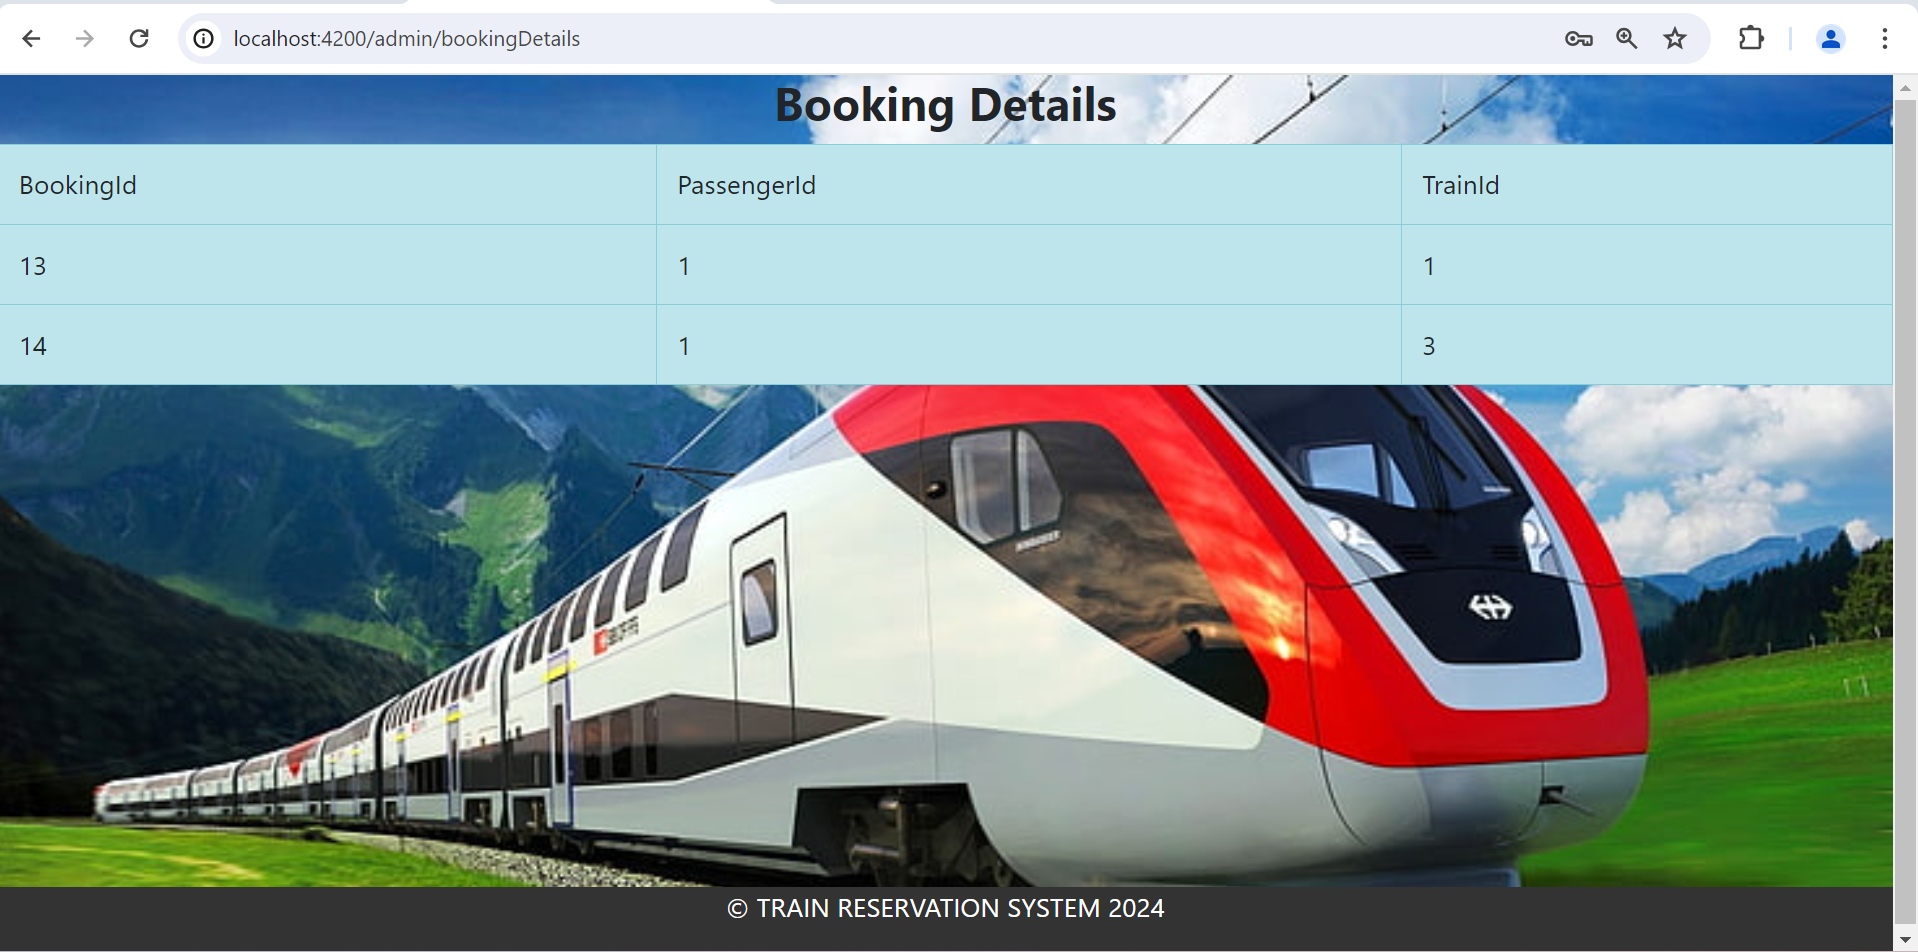 localhost:4200/admin/bookingDetails
Booking Details
BookingId PassengerId TrainId
13 1 1
14 1 3
© TRAIN RESERVATION SYSTEM 2024